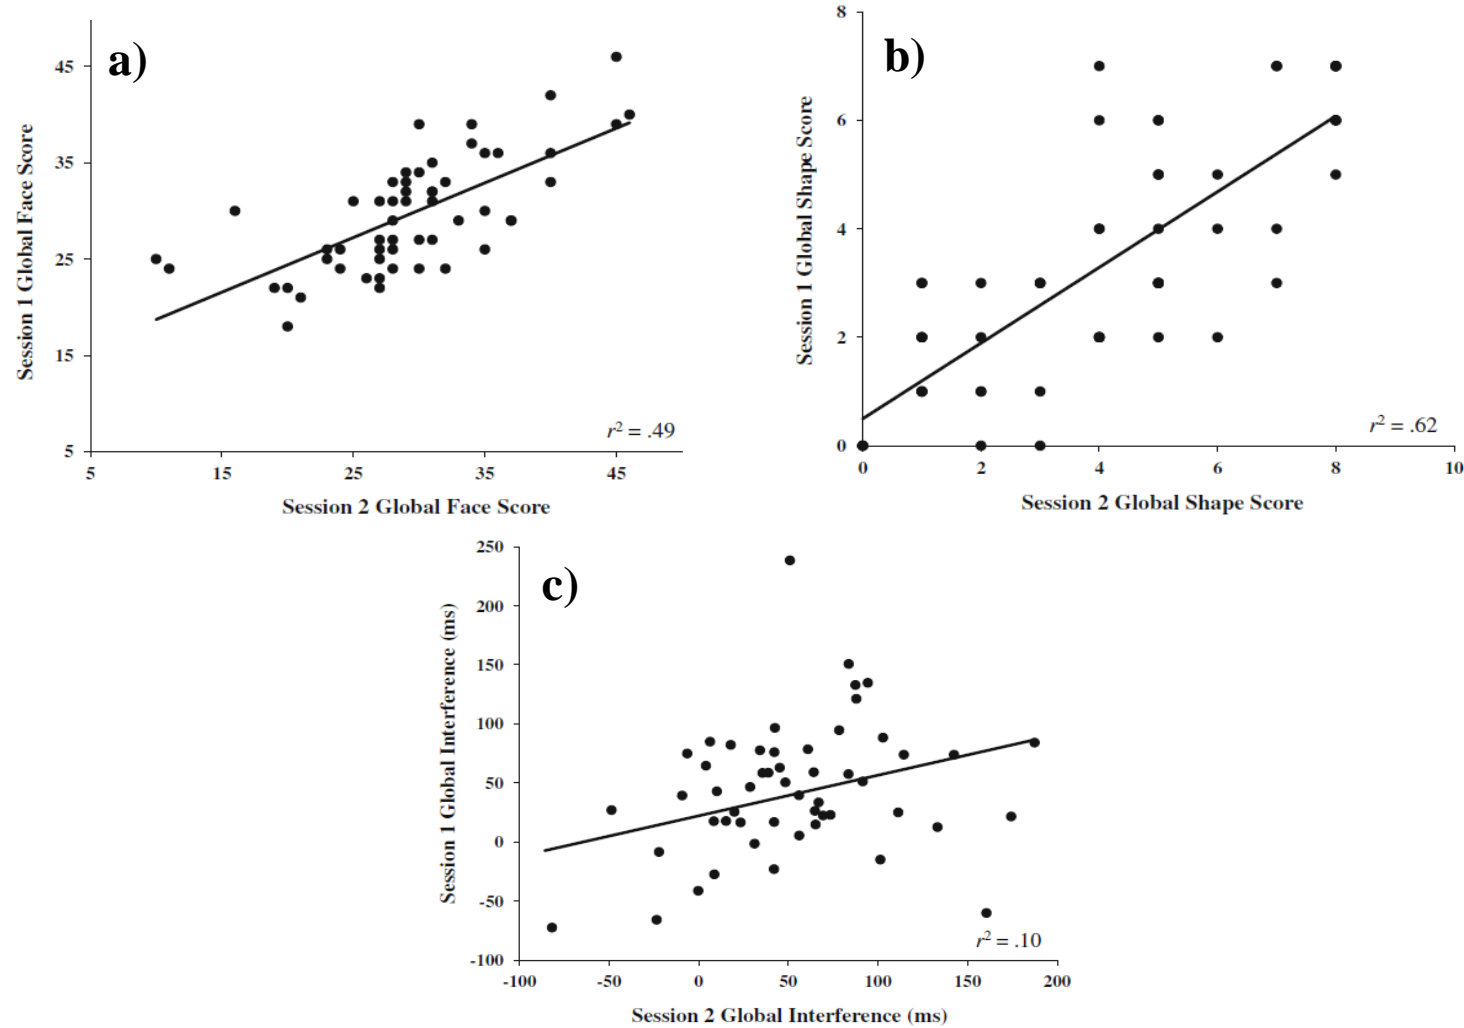 a)
Session 1 Global Face Score
45
35
25
15
5
5 15 25 35 45
r² = .49
Session 2 Global Face Score
b)
Session 1 Global Shape Score
8
6
4
2
0
0 2 4 6 8 10
r² = .62
Session 2 Global Shape Score
c)
Session 1 Global Interference (ms)
250
200
150
100
50
0
-50
-100
-100 -50 0 50 100 150 200
r² = .10
Session 2 Global Interference (ms)